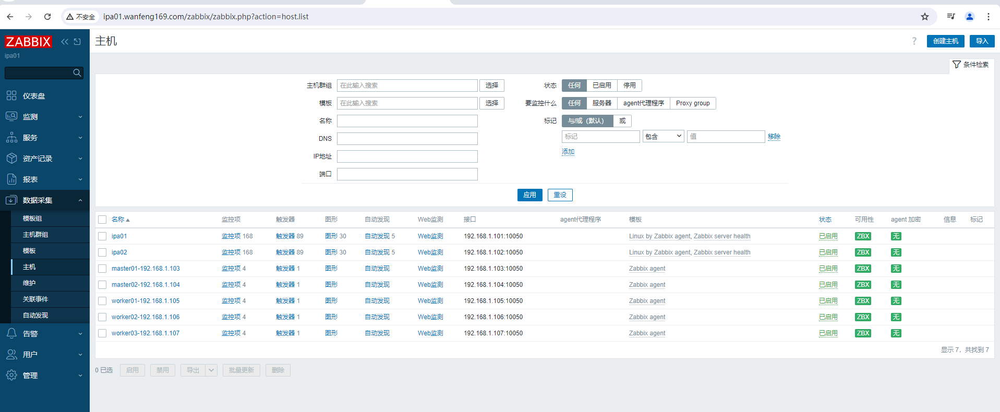 不安全 ipa01.wanfeng169.com/zabbix/zabbix.php?action=host.list
ZABBIX
ipa01
仪表盘
监测
服务
资产记录
报表
数据采集
模板组
主机群组
模板
主机
维护
关联事件
自动发现
告警
用户
管理
主机
? 创建主机 导入
条件检索
主机群组 在此输入搜索 选择
模板 在此输入搜索 选择
名称
DNS
IP地址
端口
状态 任何 已启用 停用
要监控什么 任何 服务器 agent代理程序 Proxy group
标记 与/或（默认） 或
标记 包含 值 移除
添加
应用 重设
名称 监控项 触发器 图形 自动发现 Web监测 接口 agent代理程序 模板 状态 可用性 agent 加密 信息 标记
ipa01 监控项 168 触发器 89 图形 30 自动发现 5 Web监测 192.168.1.101:10050 Linux by Zabbix agent, Zabbix server health 已启用 ZBX 无
ipa02 监控项 168 触发器 89 图形 30 自动发现 5 Web监测 192.168.1.102:10050 Linux by Zabbix agent, Zabbix server health 已启用 ZBX 无
master01-192.168.1.103 监控项 4 触发器 1 图形 自动发现 Web监测 192.168.1.103:10050 Zabbix agent 已启用 ZBX 无
master02-192.168.1.104 监控项 4 触发器 1 图形 自动发现 Web监测 192.168.1.104:10050 Zabbix agent 已启用 ZBX 无
worker01-192.168.1.105 监控项 4 触发器 1 图形 自动发现 Web监测 192.168.1.105:10050 Zabbix agent 已启用 ZBX 无
worker02-192.168.1.106 监控项 4 触发器 1 图形 自动发现 Web监测 192.168.1.106:10050 Zabbix agent 已启用 ZBX 无
worker03-192.168.1.107 监控项 4 触发器 1 图形 自动发现 Web监测 192.168.1.107:10050 Zabbix agent 已启用 ZBX 无
显示 7，共找到 7
0 已选 启用 禁用 导出 批量更新 删除